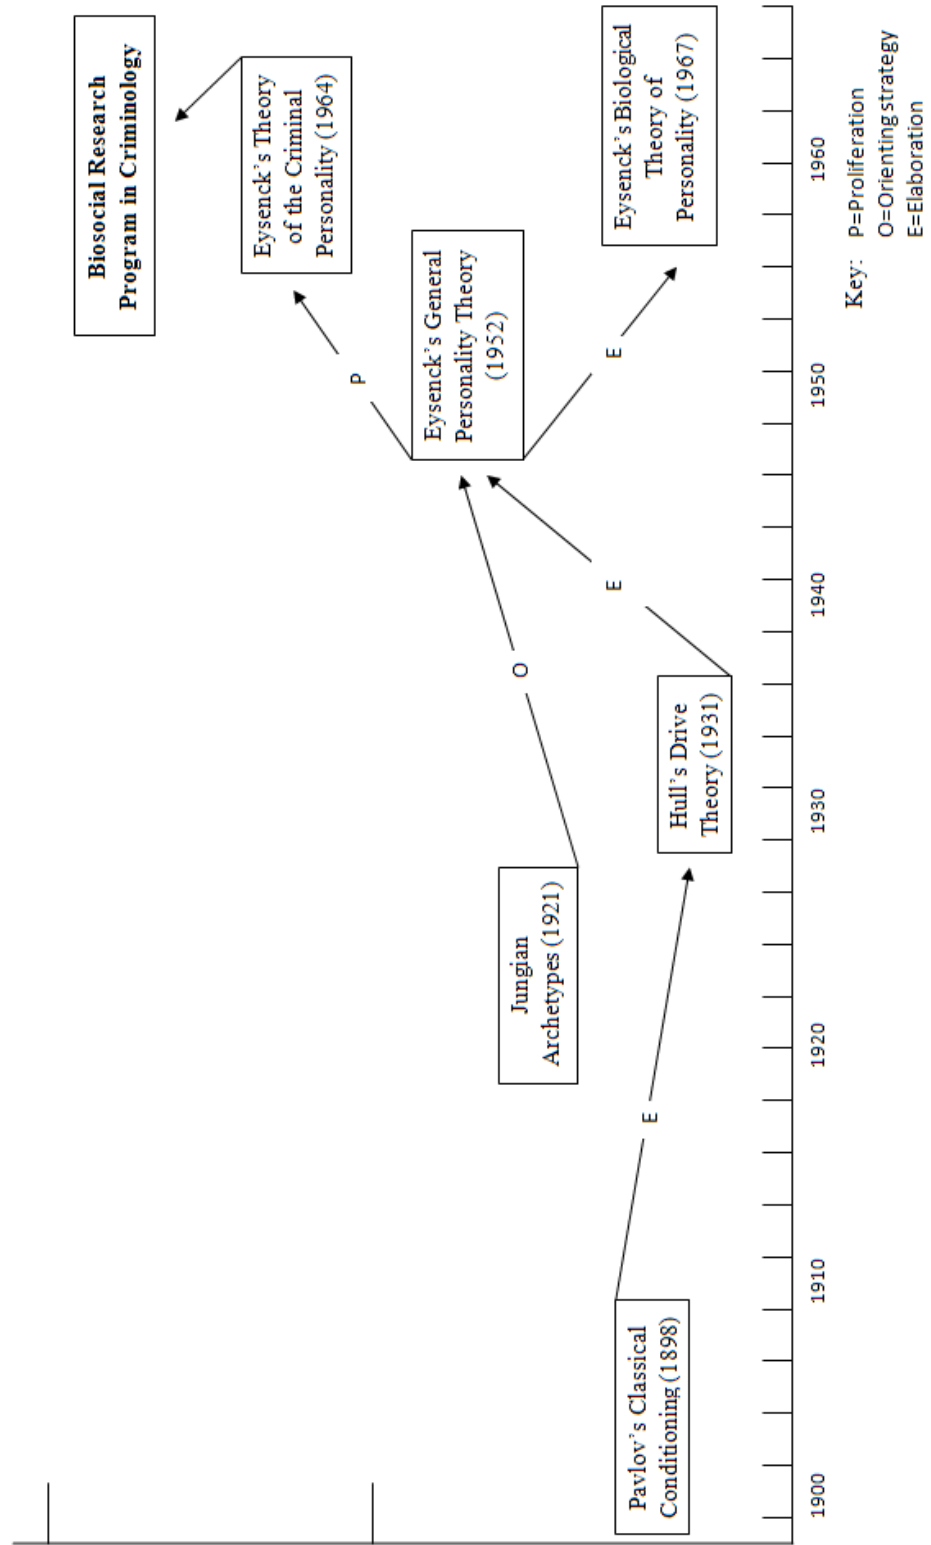 Biosocial Research
Program in Criminology
Eysenck's Theory
of the Criminal
Personality (1964)
P
Eysenck's General
Personality Theory
(1952)
E
Eysenck's Biological
Theory of
Personality (1967)
O
E
Jungian
Archetypes (1921)
Hull's Drive
Theory (1931)
E
Pavlov's Classical
Conditioning (1898)
1900
1910
1920
1930
1940
1950
1960
Key: P=Proliferation
O=Orienting strategy
E=Elaboration